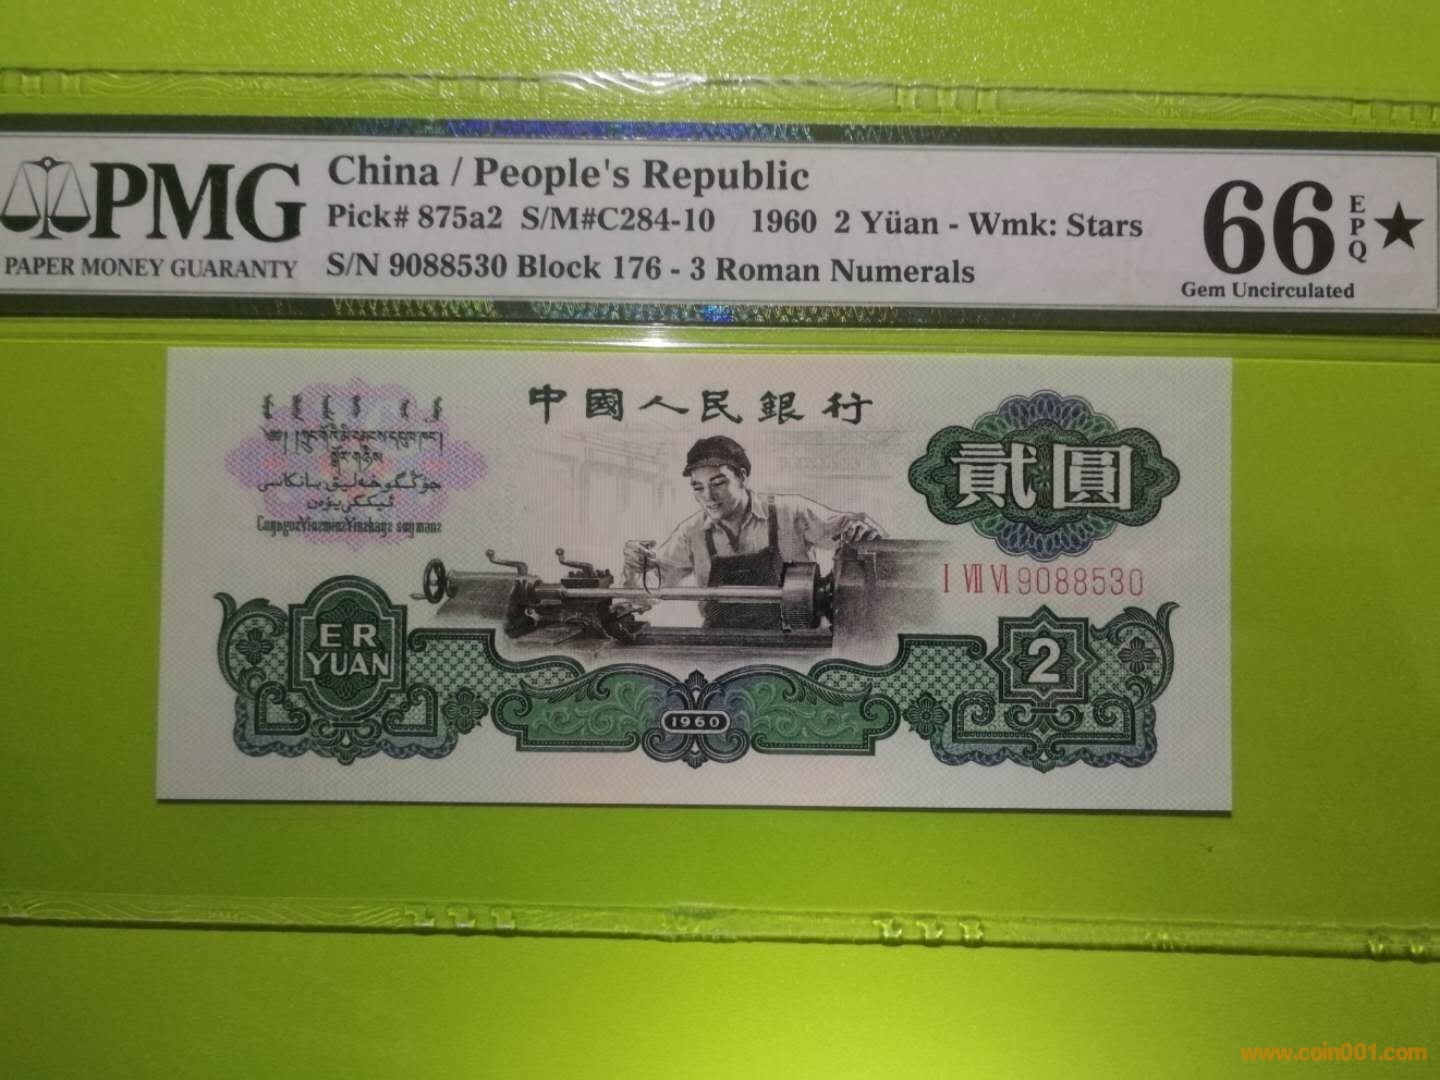 PMG
PAPER MONEY GUARANTY
China / People's Republic
Pick# 875a2 S/M#C284-10 1960 2 Yüan - Wmk: Stars
S/N 9088530 Block 176 - 3 Roman Numerals
66 EPQ ★
Gem Uncirculated
中國人民銀行
貳圓
I VII VI 9088530
ER
YUAN
1960
2
www.coin001.com